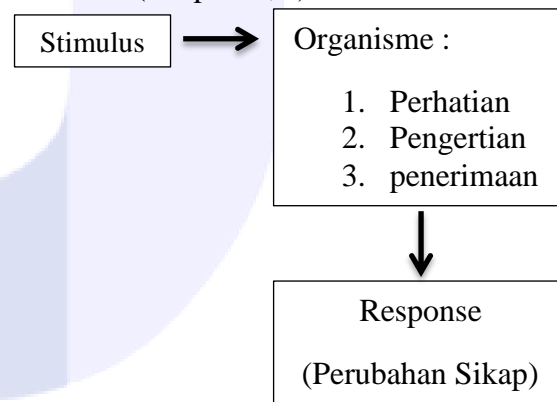 Stimulus
Organisme :
1. Perhatian
2. Pengertian
3. penerimaan
Response
(Perubahan Sikap)